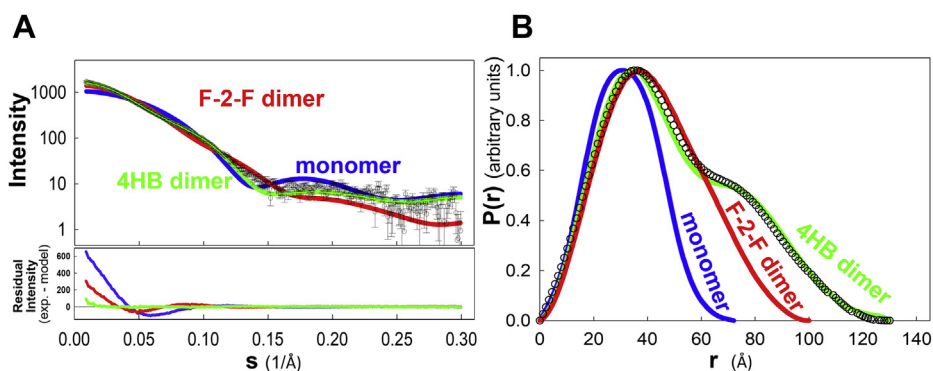 A
Intensity
1000
100
10
1
F-2-F dimer
monomer
4HB dimer
Residual
Intensity
(exp. - model)
600
400
200
0
0.00 0.05 0.10 0.15 0.20 0.25 0.30
s (1/Å)
B
P(r) (arbitrary units)
1.0
0.8
0.6
0.4
0.2
0.0
monomer
F-2-F dimer
4HB dimer
0 20 40 60 80 100 120 140
r (Å)